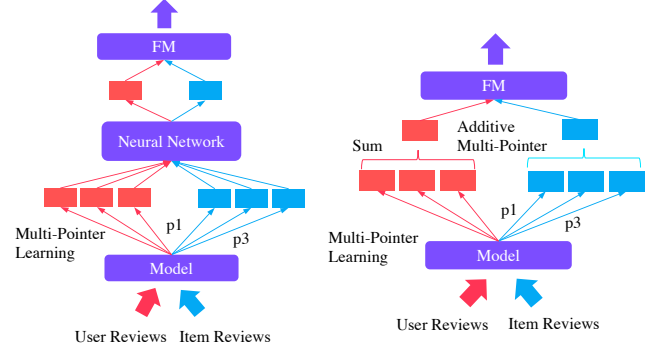 FM
Neural Network
p1
p3
Multi-Pointer
Learning
Model
User Reviews Item Reviews
FM
Sum
Additive
Multi-Pointer
p1
p3
Multi-Pointer
Learning
Model
User Reviews Item Reviews